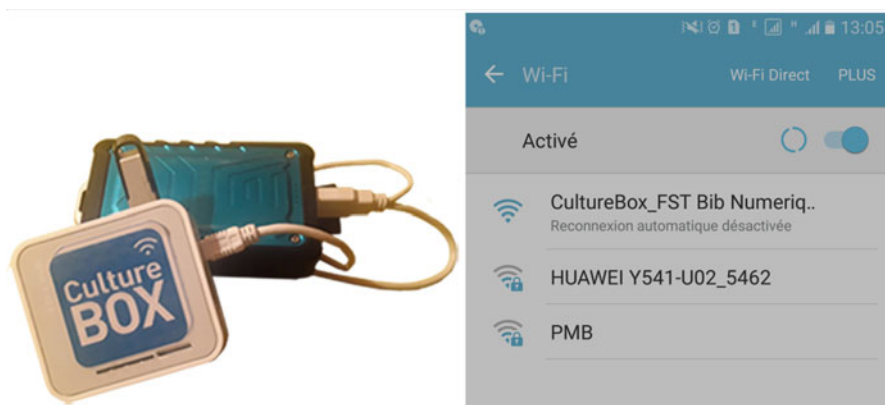 Culture
BOX
13:05
Wi-Fi
Wi-Fi Direct
PLUS
Activé
CultureBox_FST Bib Numeriq..
Reconnexion automatique désactivée
HUAWEI Y541-U02_5462
PMB